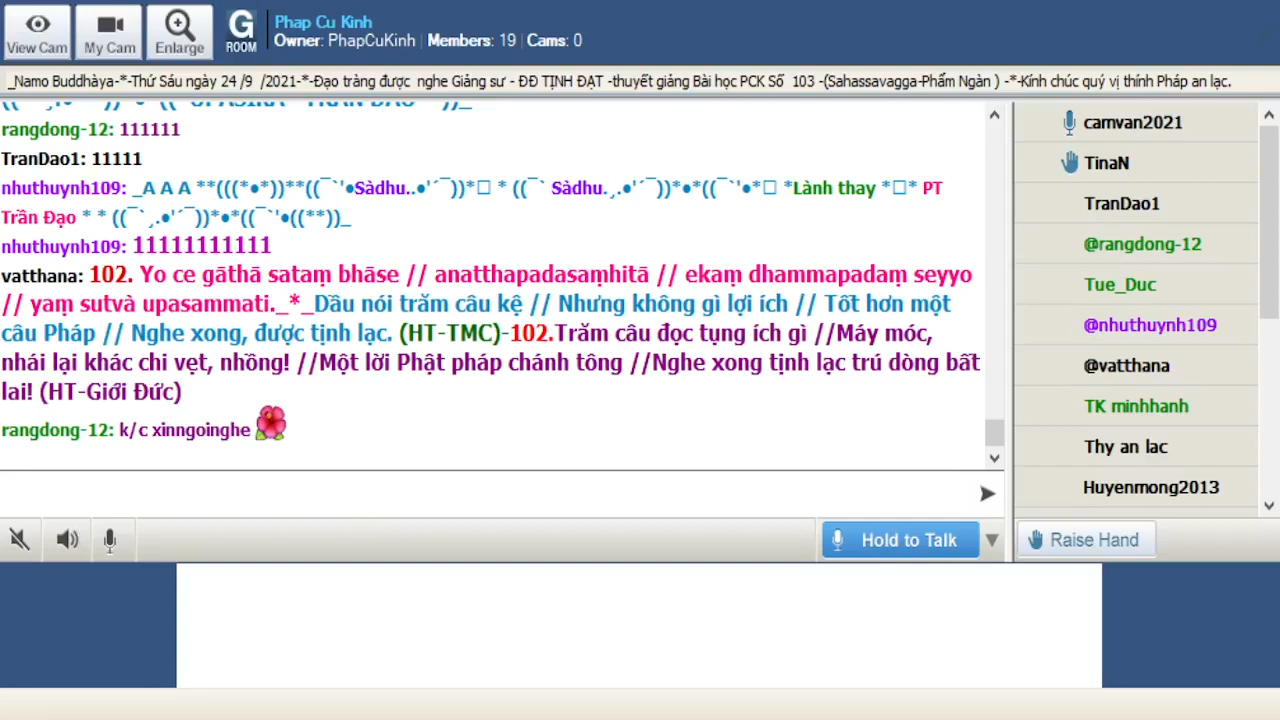 View Cam
My Cam
Enlarge
G
ROOM
Phap Cu Kinh
Owner: PhapCuKinh | Members: 19 | Cams: 0
_Namo Buddhàya-*-Thứ Sáu ngày 24 /9 /2021-*-Đạo tràng được nghe Giảng sư - ĐĐ TỊNH ĐẠT -thuyết giảng Bài học PCK Số 103 -(Sahassavagga-Phẩm Ngàn ) -*-Kính chúc quý vị thính Pháp an lạc.
rangdong-12: 111111
TranDao1: 11111
nhuthuynh109: _A A A **(((*•*))**((¯`'•Sàdhu..•'´¯))*□ * ((¯` Sàdhu.¸.•'´¯))*•*((¯`'•*□ *Lành thay *□* PT
Trần Đạo * * ((¯`¸.•'´¯))*•*((¯`'•((**))_
nhuthuynh109: 11111111111
vatthana: 102. Yo ce gāthā sataṃ bhāse // anatthapadasaṃhitā // ekaṃ dhammapadaṃ seyyo
// yaṃ sutvà upasammati._*_Dầu nói trăm câu kệ // Nhưng không gì lợi ích // Tốt hơn một
câu Pháp // Nghe xong, được tịnh lạc. (HT-TMC)-102.Trăm câu đọc tụng ích gì //Máy móc,
nhái lại khác chi vẹt, nhồng! //Một lời Phật pháp chánh tông //Nghe xong tịnh lạc trú dòng bất
lai! (HT-Giới Đức)
rangdong-12: k/c xinngoinghe
Hold to Talk
camvan2021
TinaN
TranDao1
@rangdong-12
Tue_Duc
@nhuthuynh109
@vatthana
TK minhhanh
Thy an lac
Huyenmong2013
Raise Hand